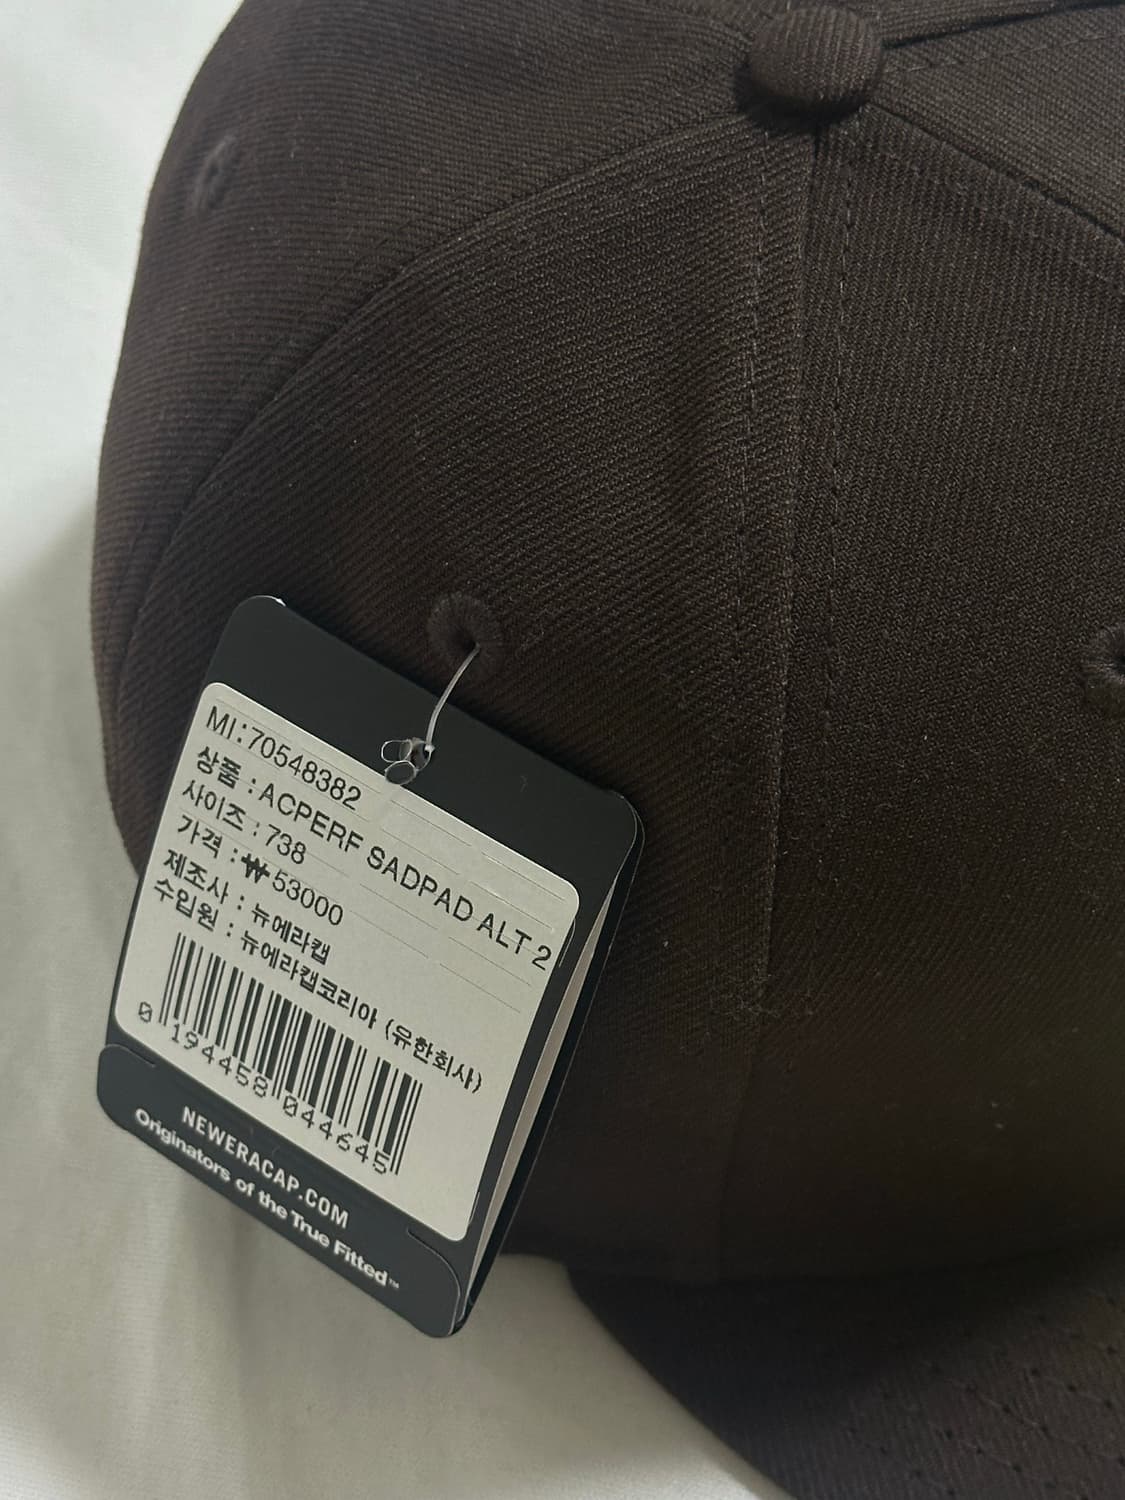 MI:70548382
상품 : ACPERF SADPAD ALT 2
사이즈 : 738
가격 : ₩53000
제조사 : 뉴에라캡
수입원 : 뉴에라캡코리아 (유한회사)
0 194458 044645
NEWERACAP.COM
Originators of the True Fitted™